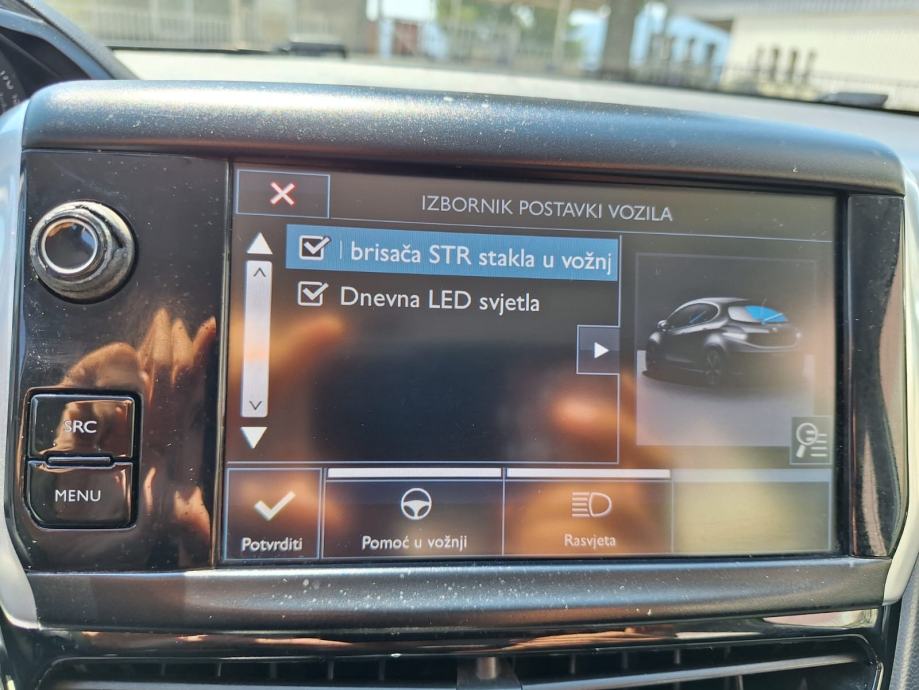 IZBORNIK POSTAVKI VOZILA
| brisača STR stakla u vožnj
Dnevna LED svjetla
SRC
MENU
Potvrditi
Pomoć u vožnji
Rasvjeta